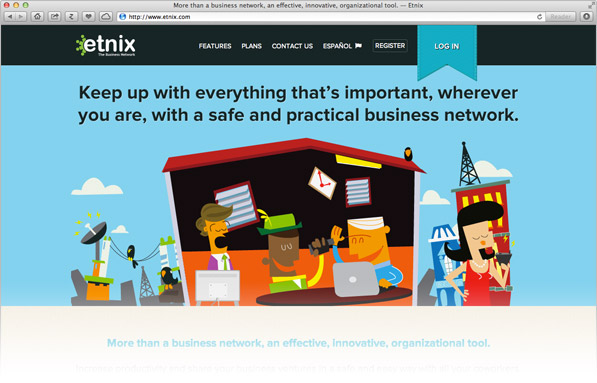 More than a business network, an effective, innovative, organizational tool. — Etnix
http://www.etnix.com
Reader
etnix
The Business Network
FEATURES
PLANS
CONTACT US
ESPAÑOL
REGISTER
LOG IN
Keep up with everything that's important, wherever
you are, with a safe and practical business network.
More than a business network, an effective, innovative, organizational tool.